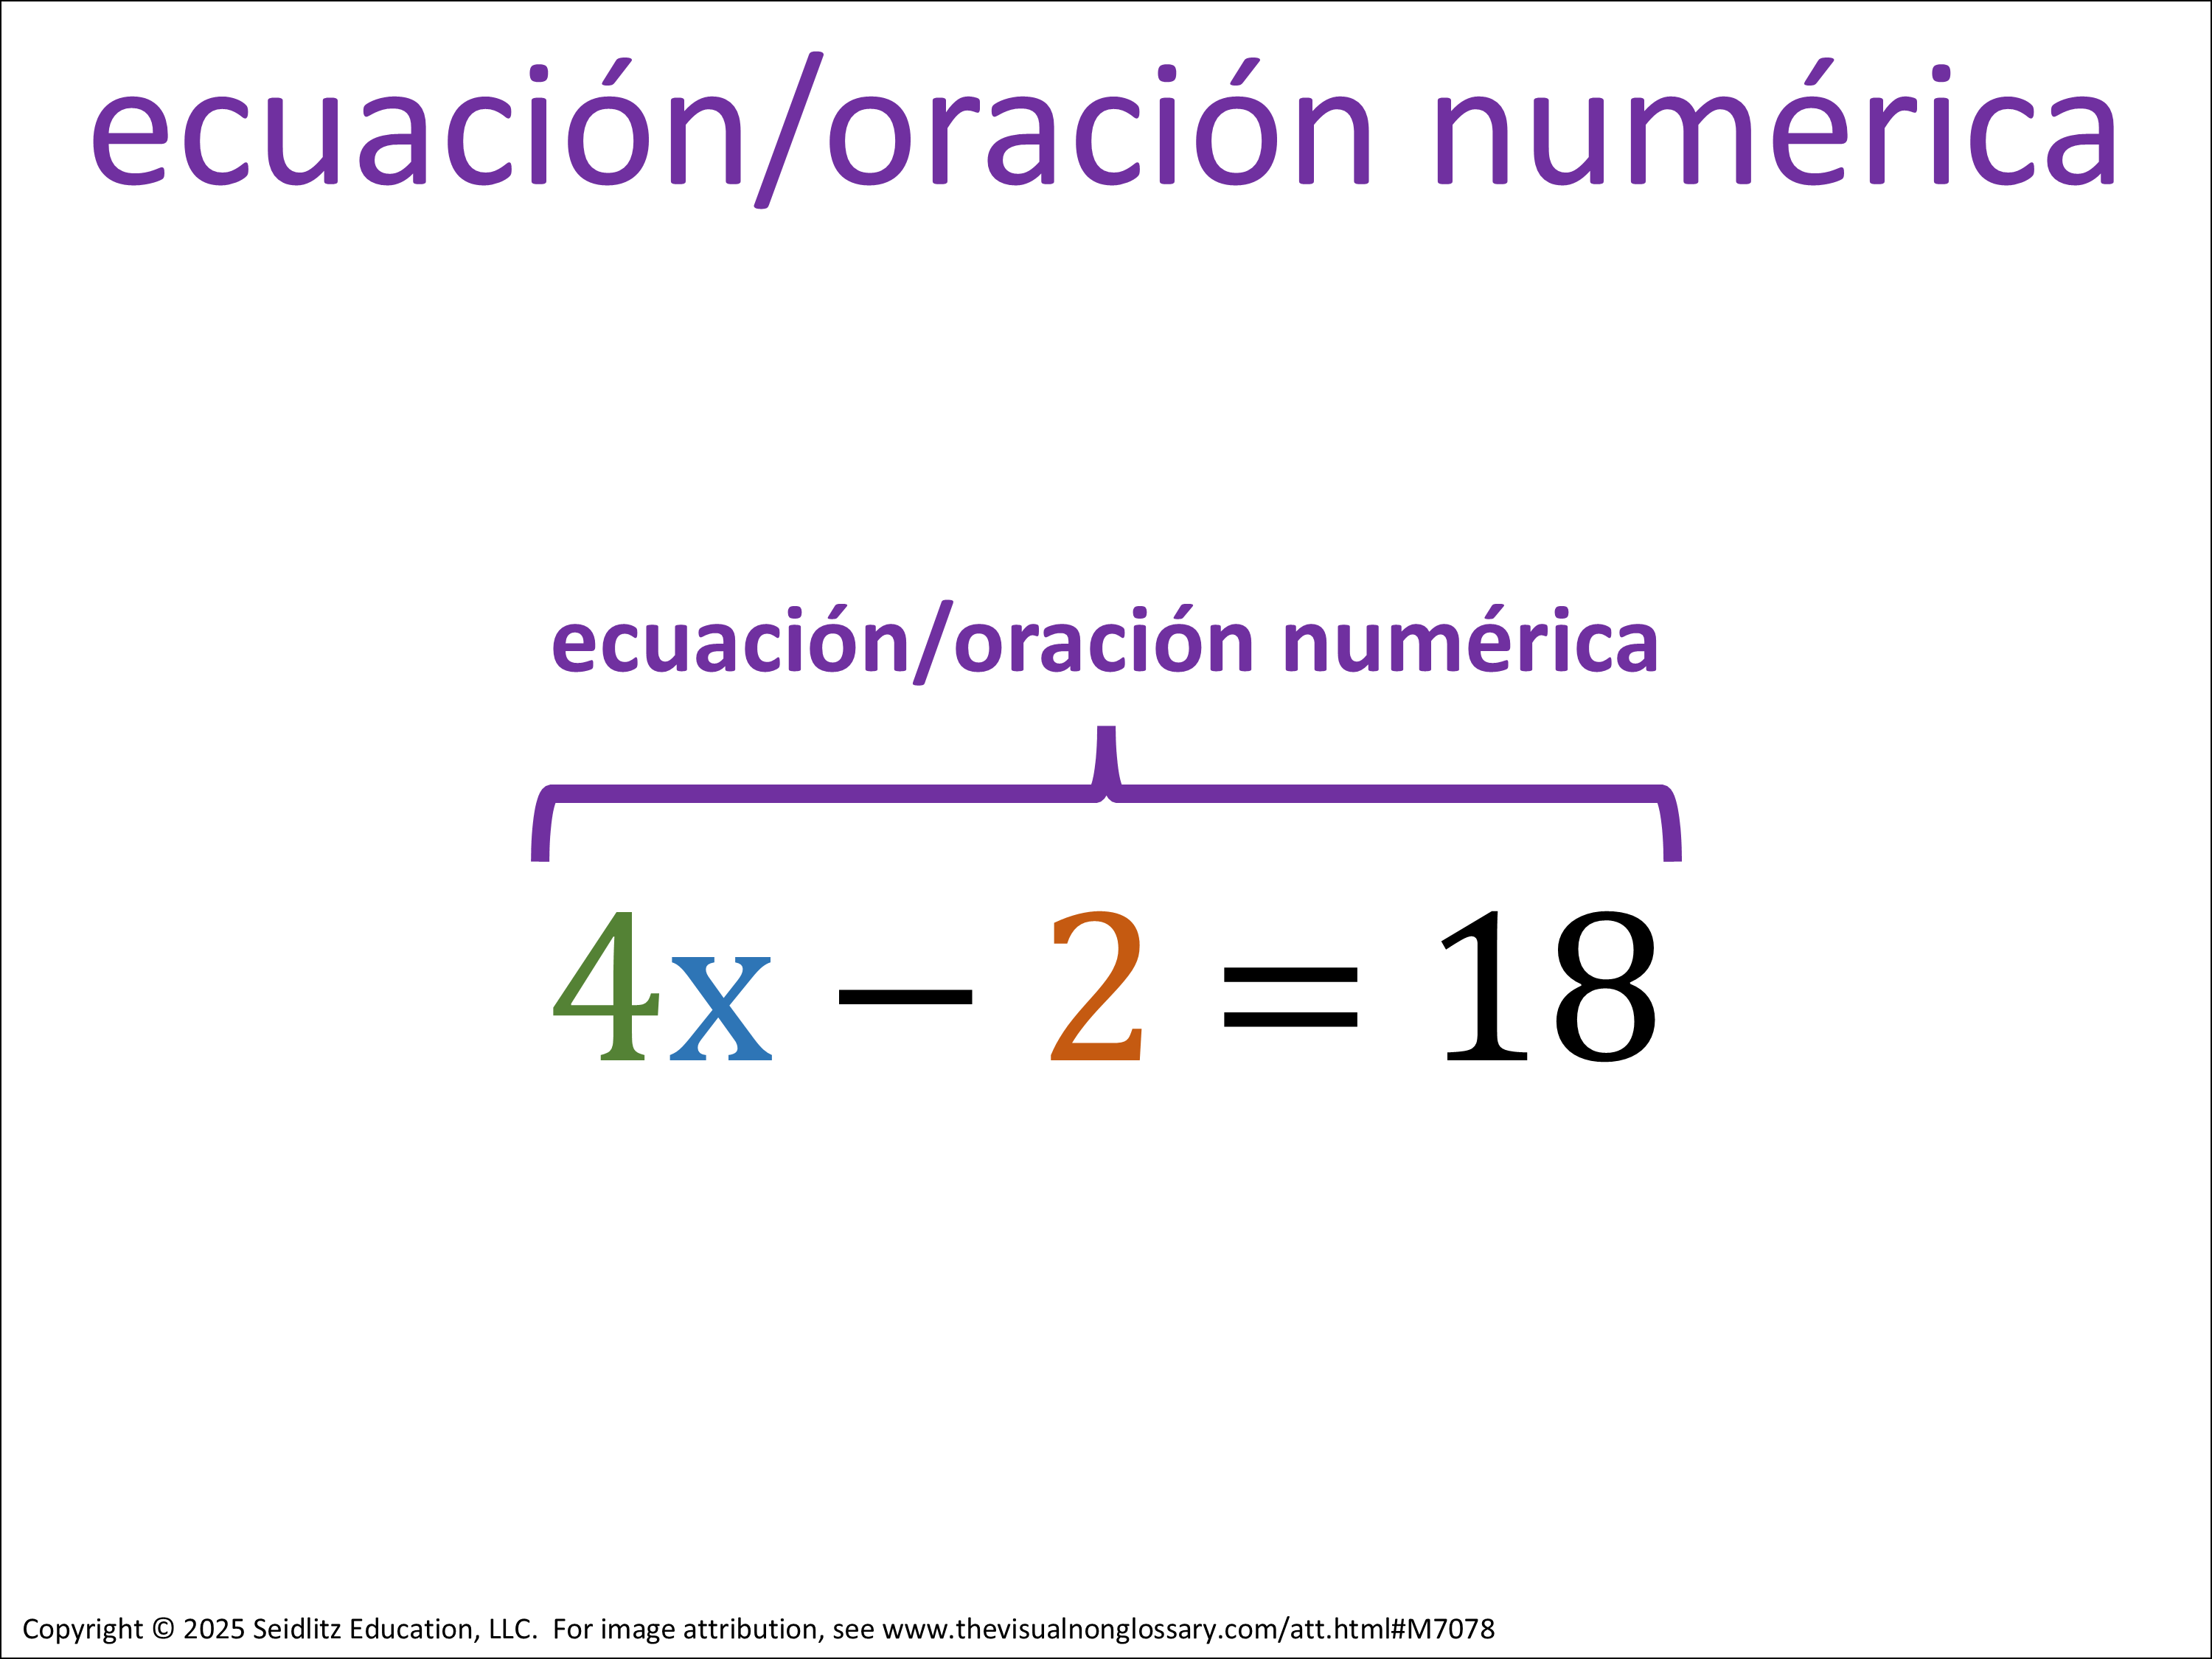 ecuación/oración numérica
ecuación/oración numérica
4x − 2 = 18
Copyright © 2025 Seidlitz Education, LLC.  For image attribution, see www.thevisualnonglossary.com/att.html#M7078